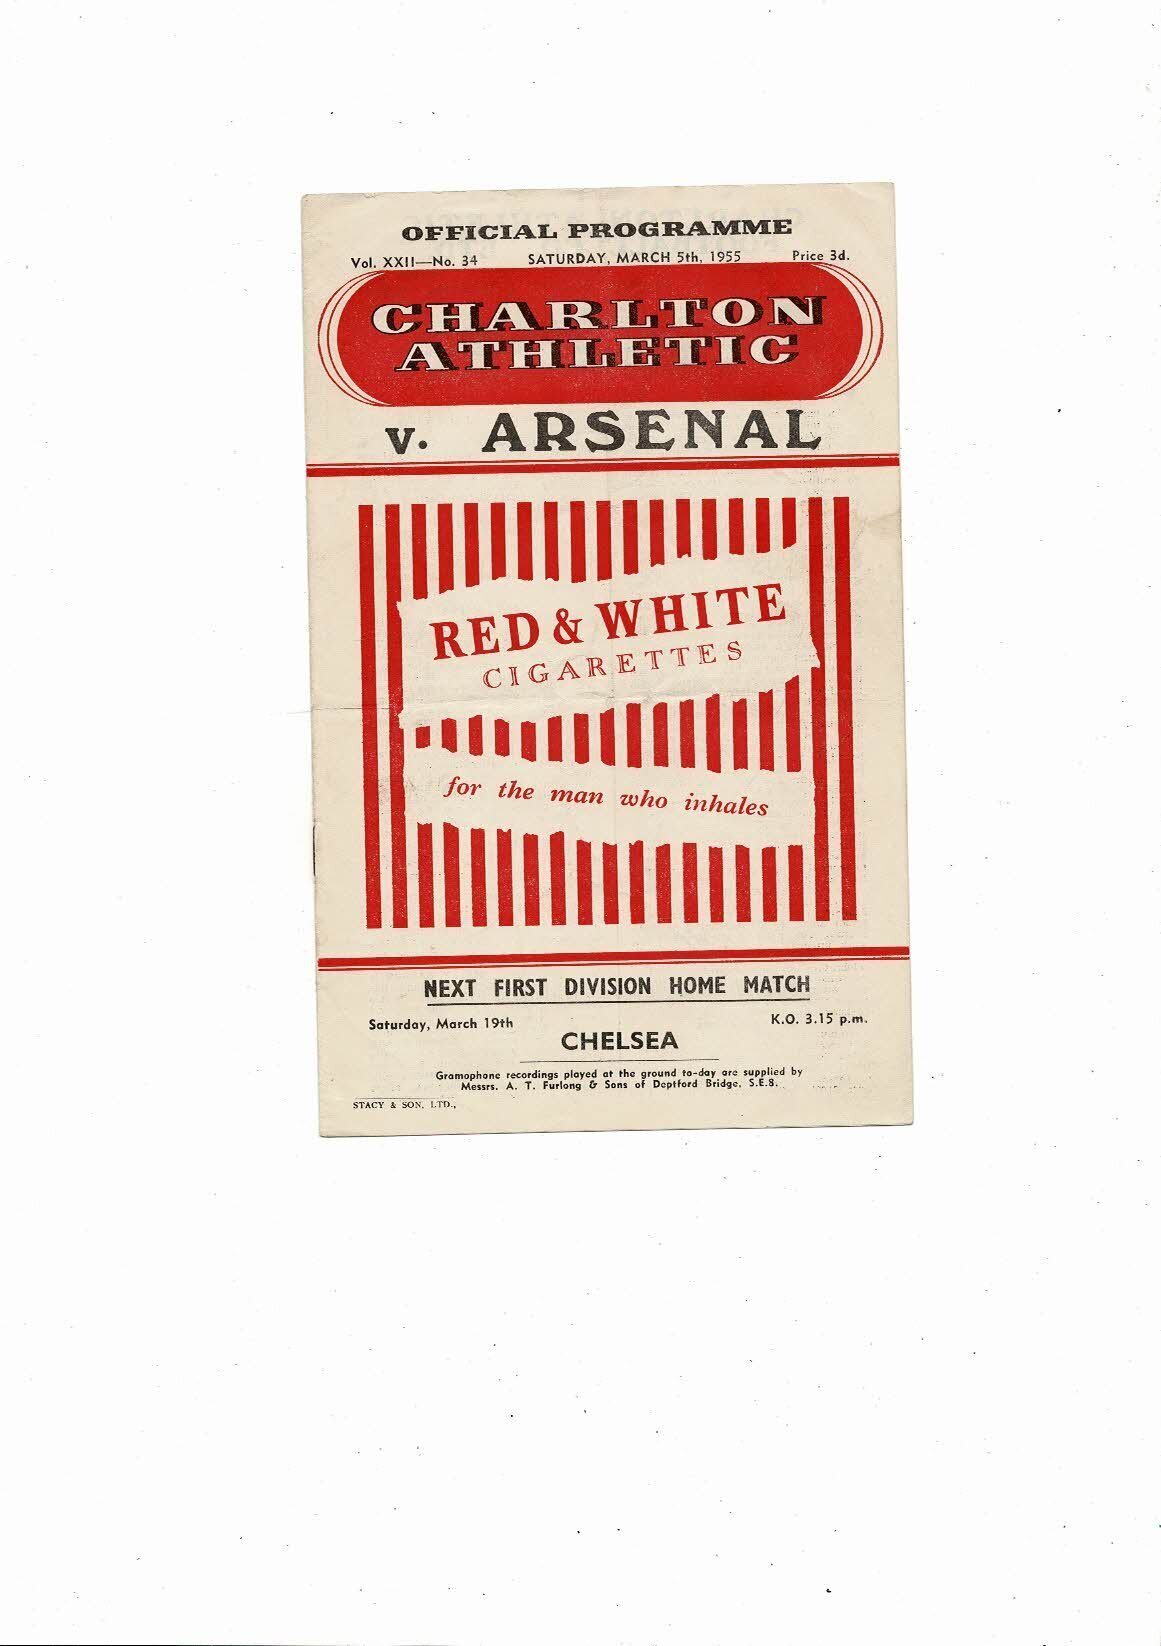 OFFICIAL PROGRAMME
Vol. XXII—No. 34 SATURDAY, MARCH 5th, 1955 Price 3d.
CHARLTON
ATHLETIC
v. ARSENAL
RED & WHITE
CIGARETTES
for the man who inhales
NEXT FIRST DIVISION HOME MATCH
Saturday, March 19th K.O. 3.15 p.m.
CHELSEA
Gramophone recordings played at the ground to-day are supplied by
Messrs. A. T. Furlong & Sons of Deptford Bridge, S.E.8.
STACY & SON, LTD.,